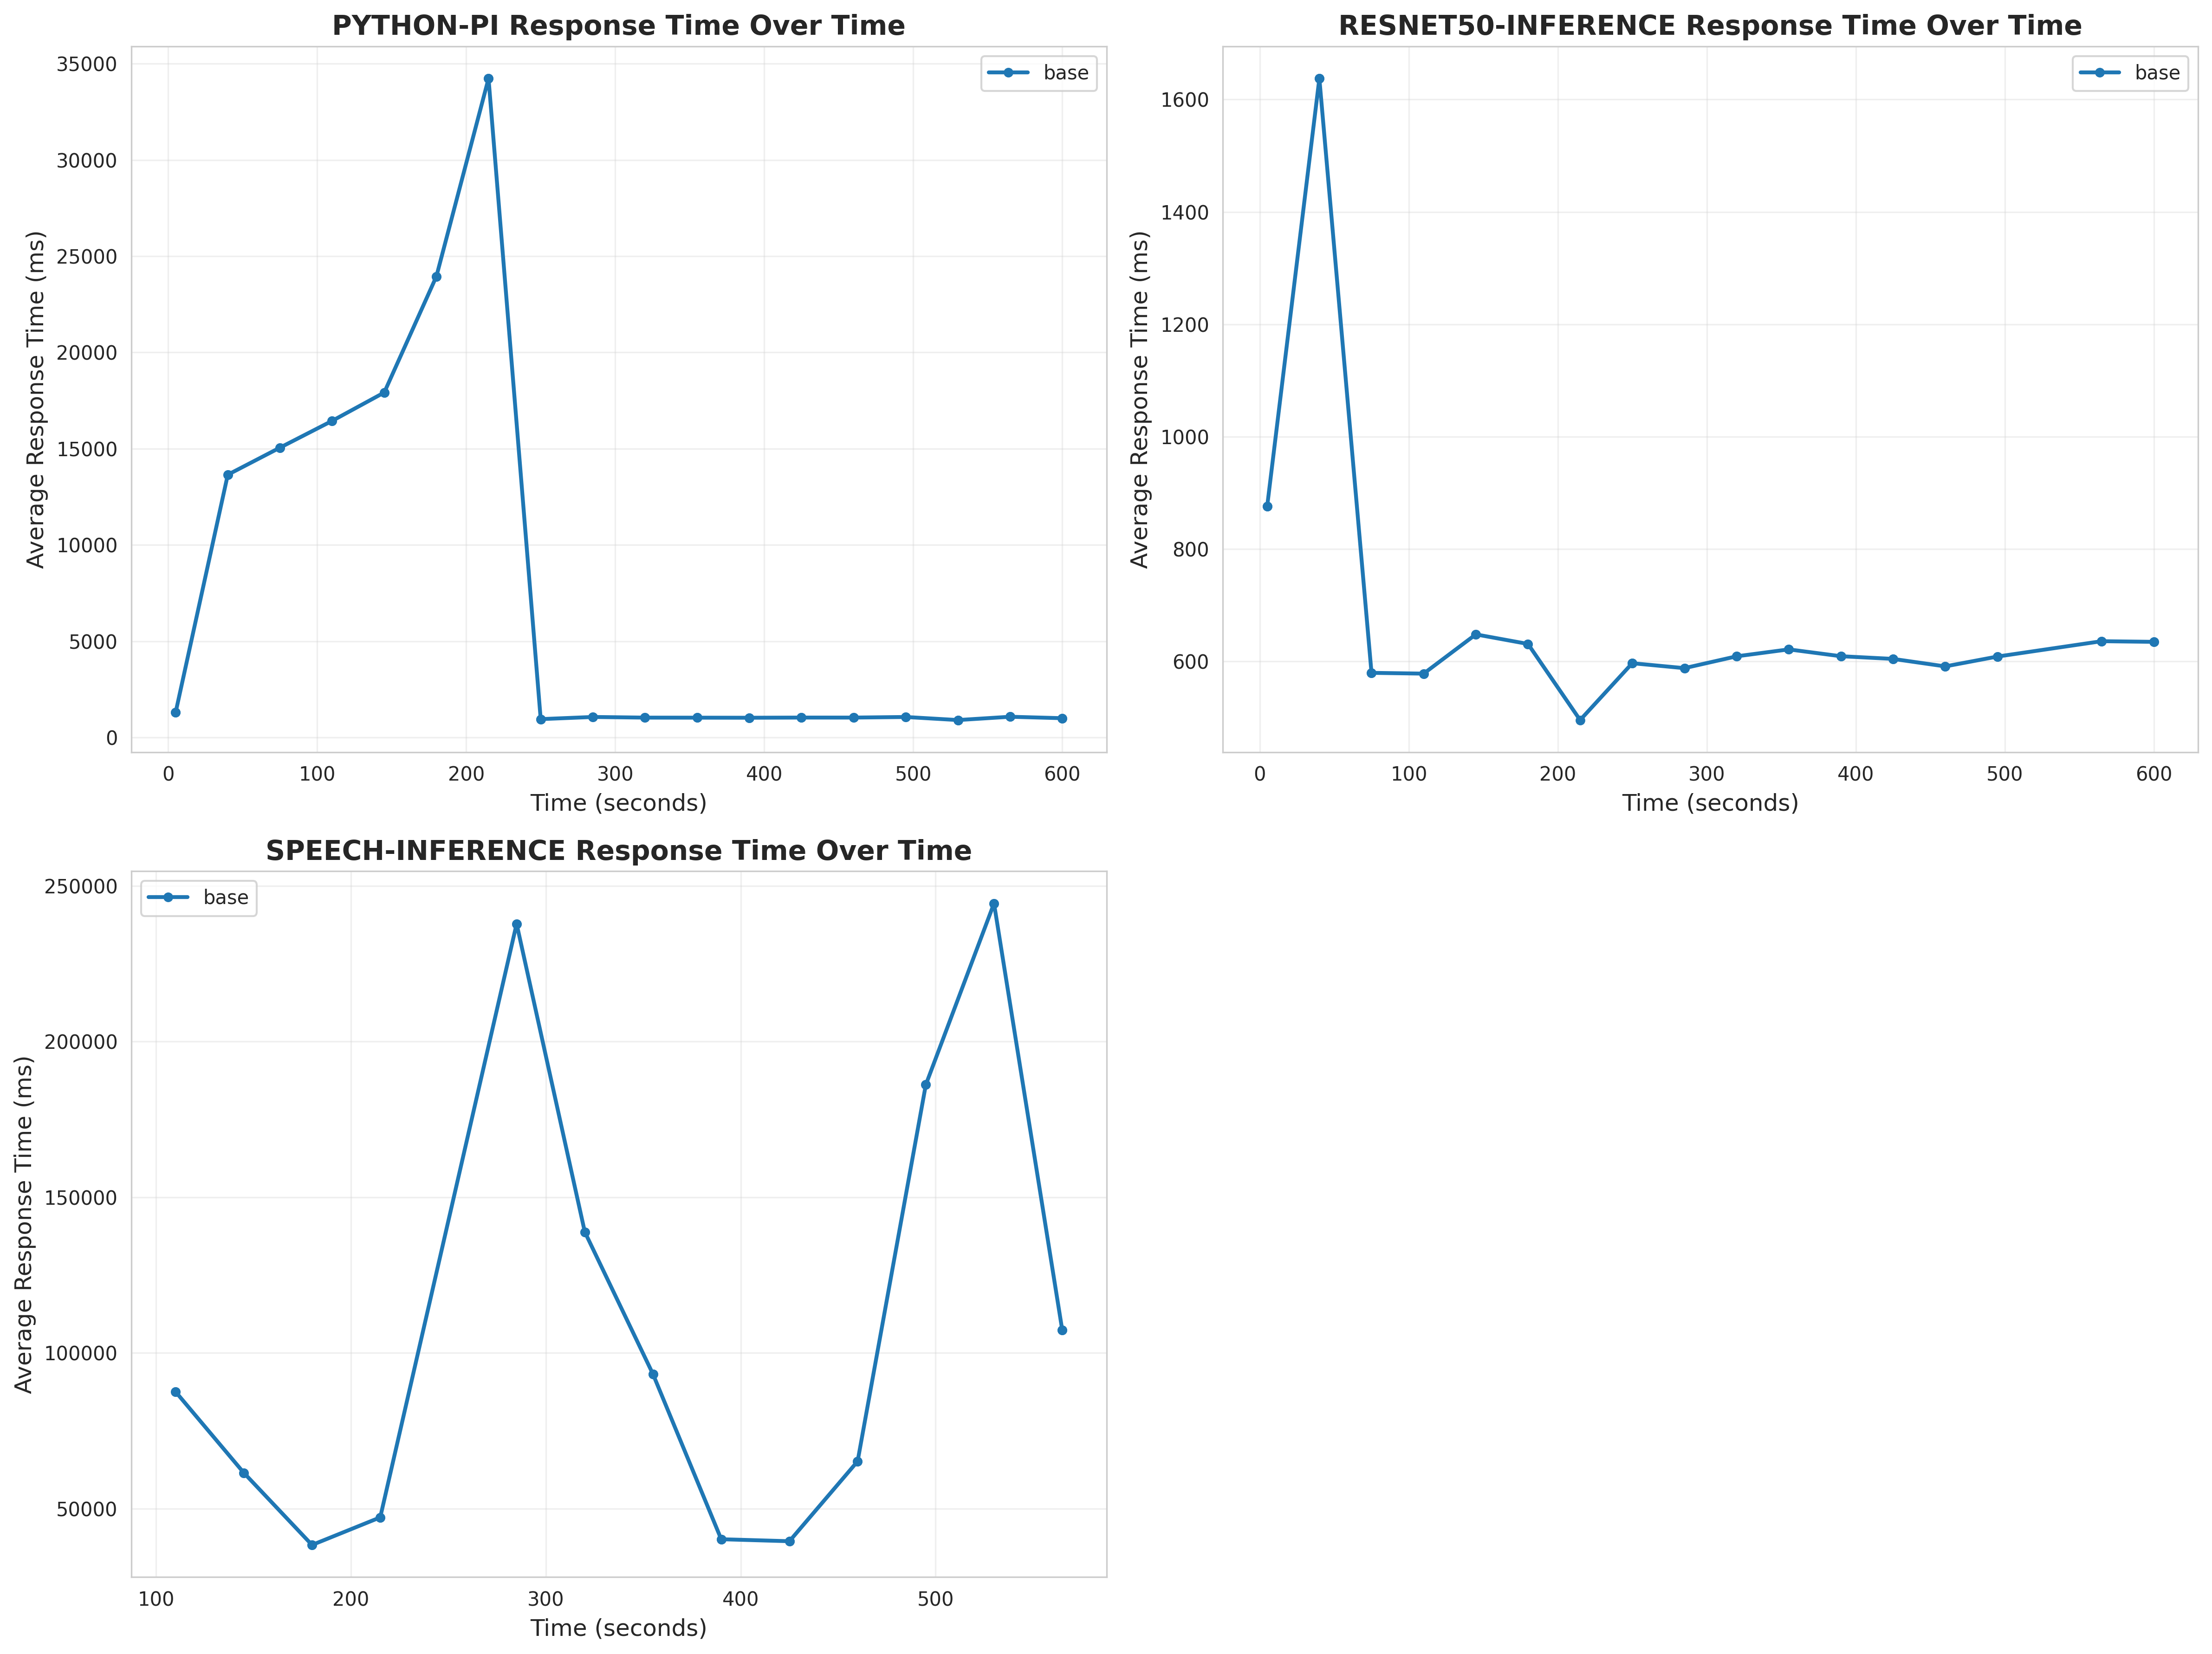 PYTHON-PI Response Time Over Time
base
35000
30000
25000
20000
15000
10000
5000
0
Average Response Time (ms)
0 100 200 300 400 500 600
Time (seconds)
RESNET50-INFERENCE Response Time Over Time
base
1600
1400
1200
1000
800
600
Average Response Time (ms)
0 100 200 300 400 500 600
Time (seconds)
SPEECH-INFERENCE Response Time Over Time
base
250000
200000
150000
100000
50000
Average Response Time (ms)
100 200 300 400 500
Time (seconds)